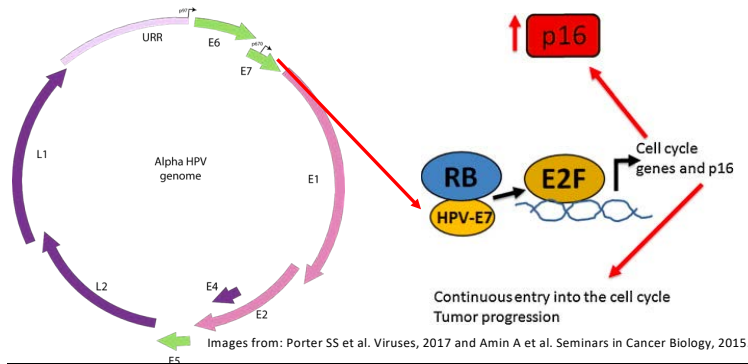 p97
URR
E6
p670
E7
L1
Alpha HPV
genome
E1
L2
E4
E2
E5
p16
RB
HPV-E7
E2F
Cell cycle
genes and p16
Continuous entry into the cell cycle
Tumor progression
Images from: Porter SS et al. Viruses, 2017 and Amin A et al. Seminars in Cancer Biology, 2015